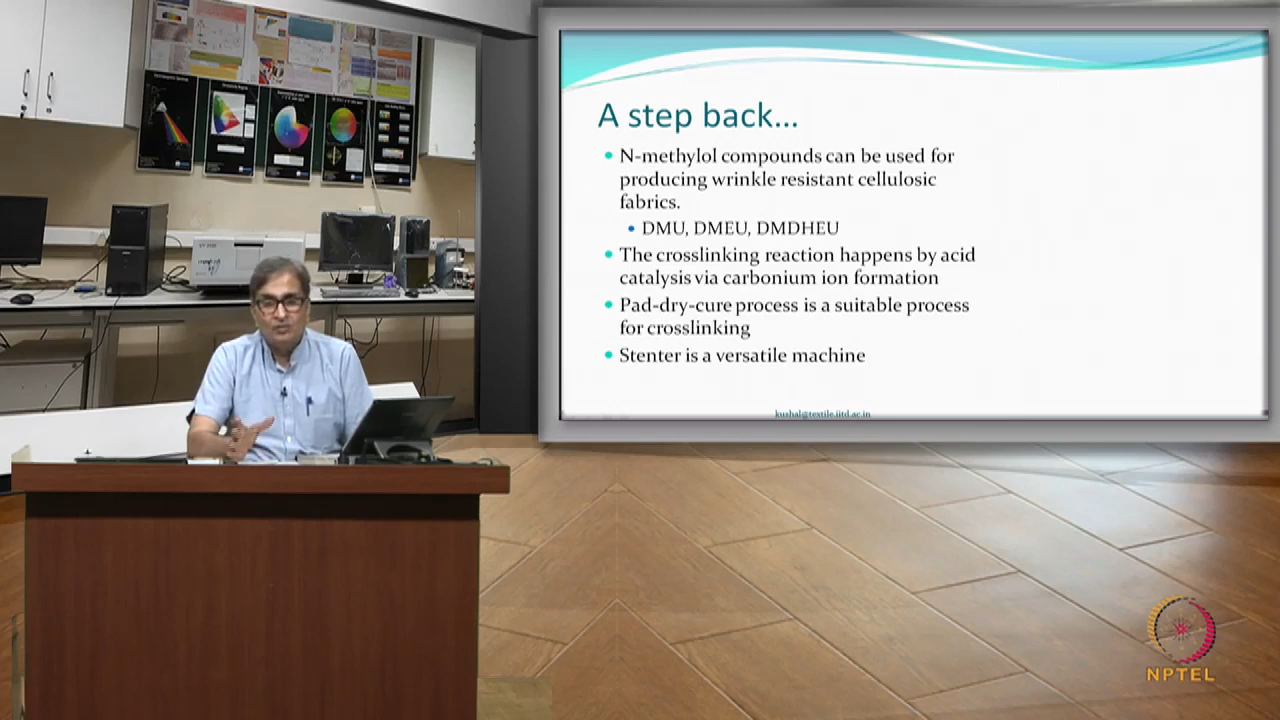 A step back...
N-methylol compounds can be used for
producing wrinkle resistant cellulosic
fabrics.
DMU, DMEU, DMDHEU
The crosslinking reaction happens by acid
catalysis via carbonium ion formation
Pad-dry-cure process is a suitable process
for crosslinking
Stenter is a versatile machine
kushal@textile.iitd.ac.in
NPTEL